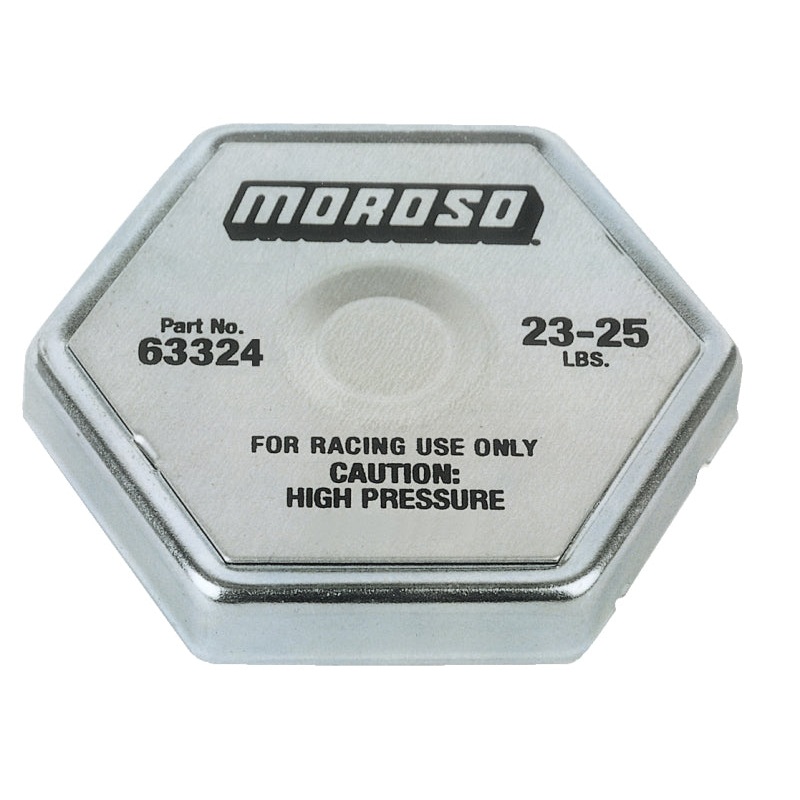 MOROSO
Part No.
63324
23-25
LBS.
FOR RACING USE ONLY
CAUTION:
HIGH PRESSURE